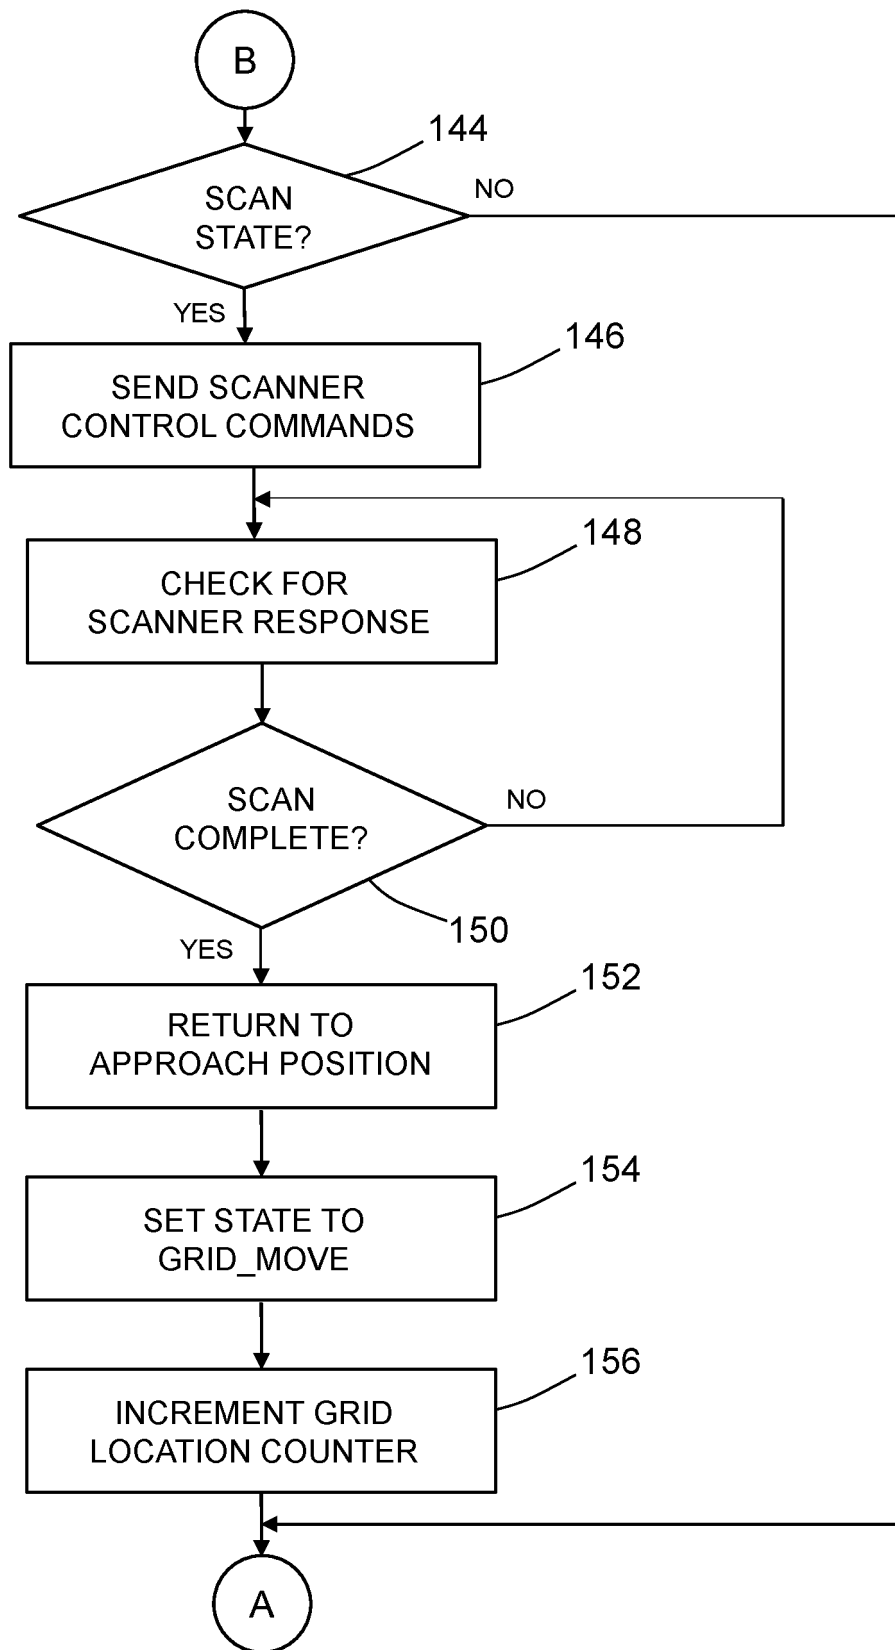 B
144
SCAN
STATE?
NO
YES
146
SEND SCANNER
CONTROL COMMANDS
148
CHECK FOR
SCANNER RESPONSE
SCAN
COMPLETE?
NO
150
YES
152
RETURN TO
APPROACH POSITION
154
SET STATE TO
GRID_MOVE
156
INCREMENT GRID
LOCATION COUNTER
A